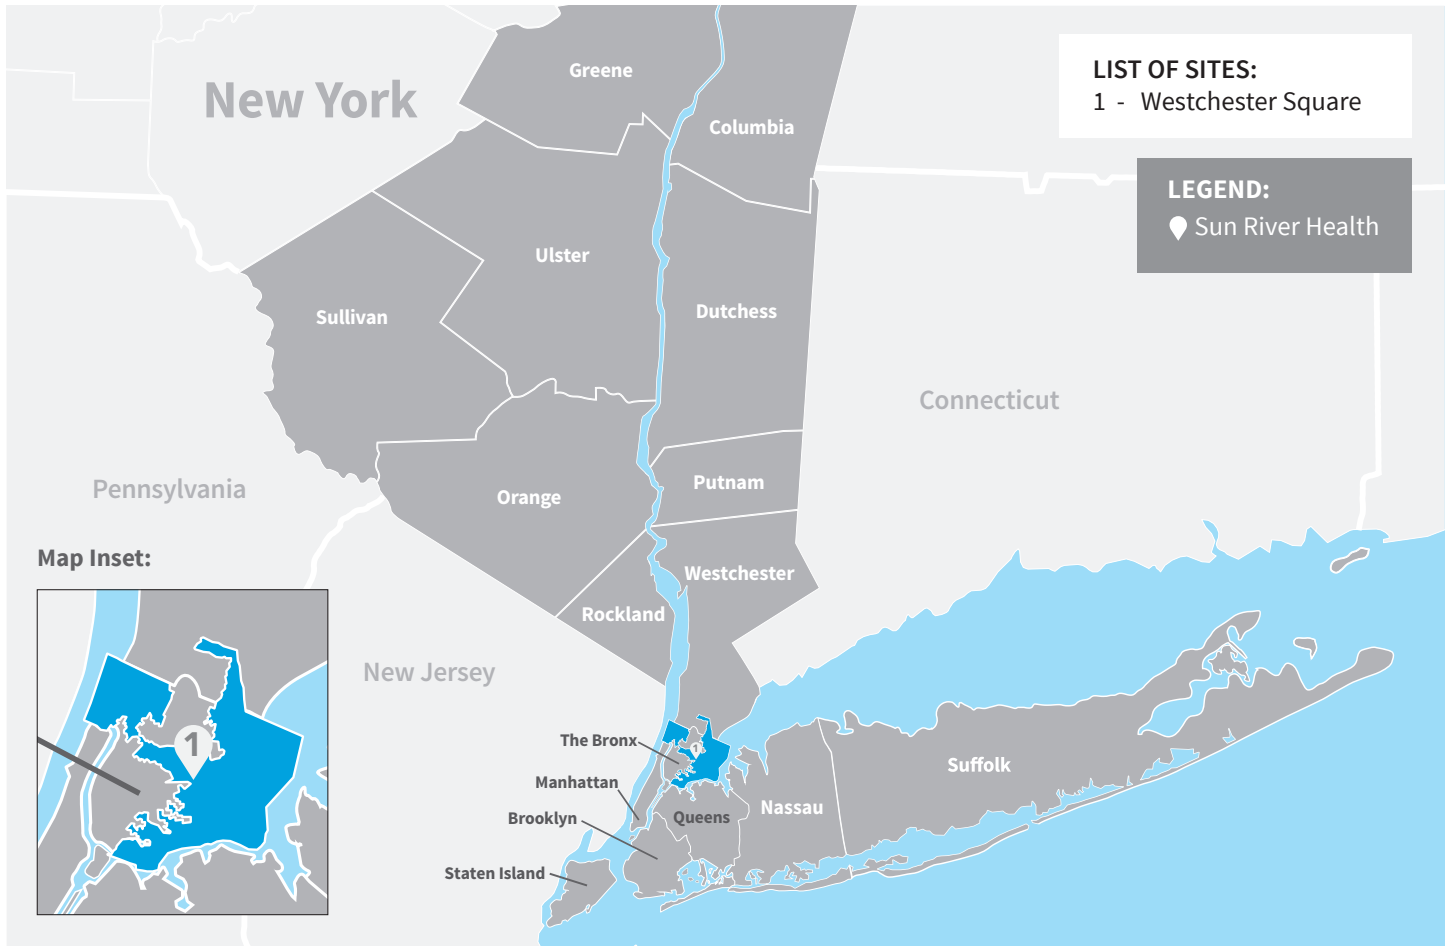 New York
Greene
Columbia
LIST OF SITES:
1 - Westchester Square
LEGEND:
Sun River Health
Ulster
Sullivan
Dutchess
Connecticut
Pennsylvania
Orange
Putnam
Map Inset:
Westchester
Rockland
New Jersey
1
The Bronx
1
Manhattan
Brooklyn
Queens
Nassau
Suffolk
Staten Island